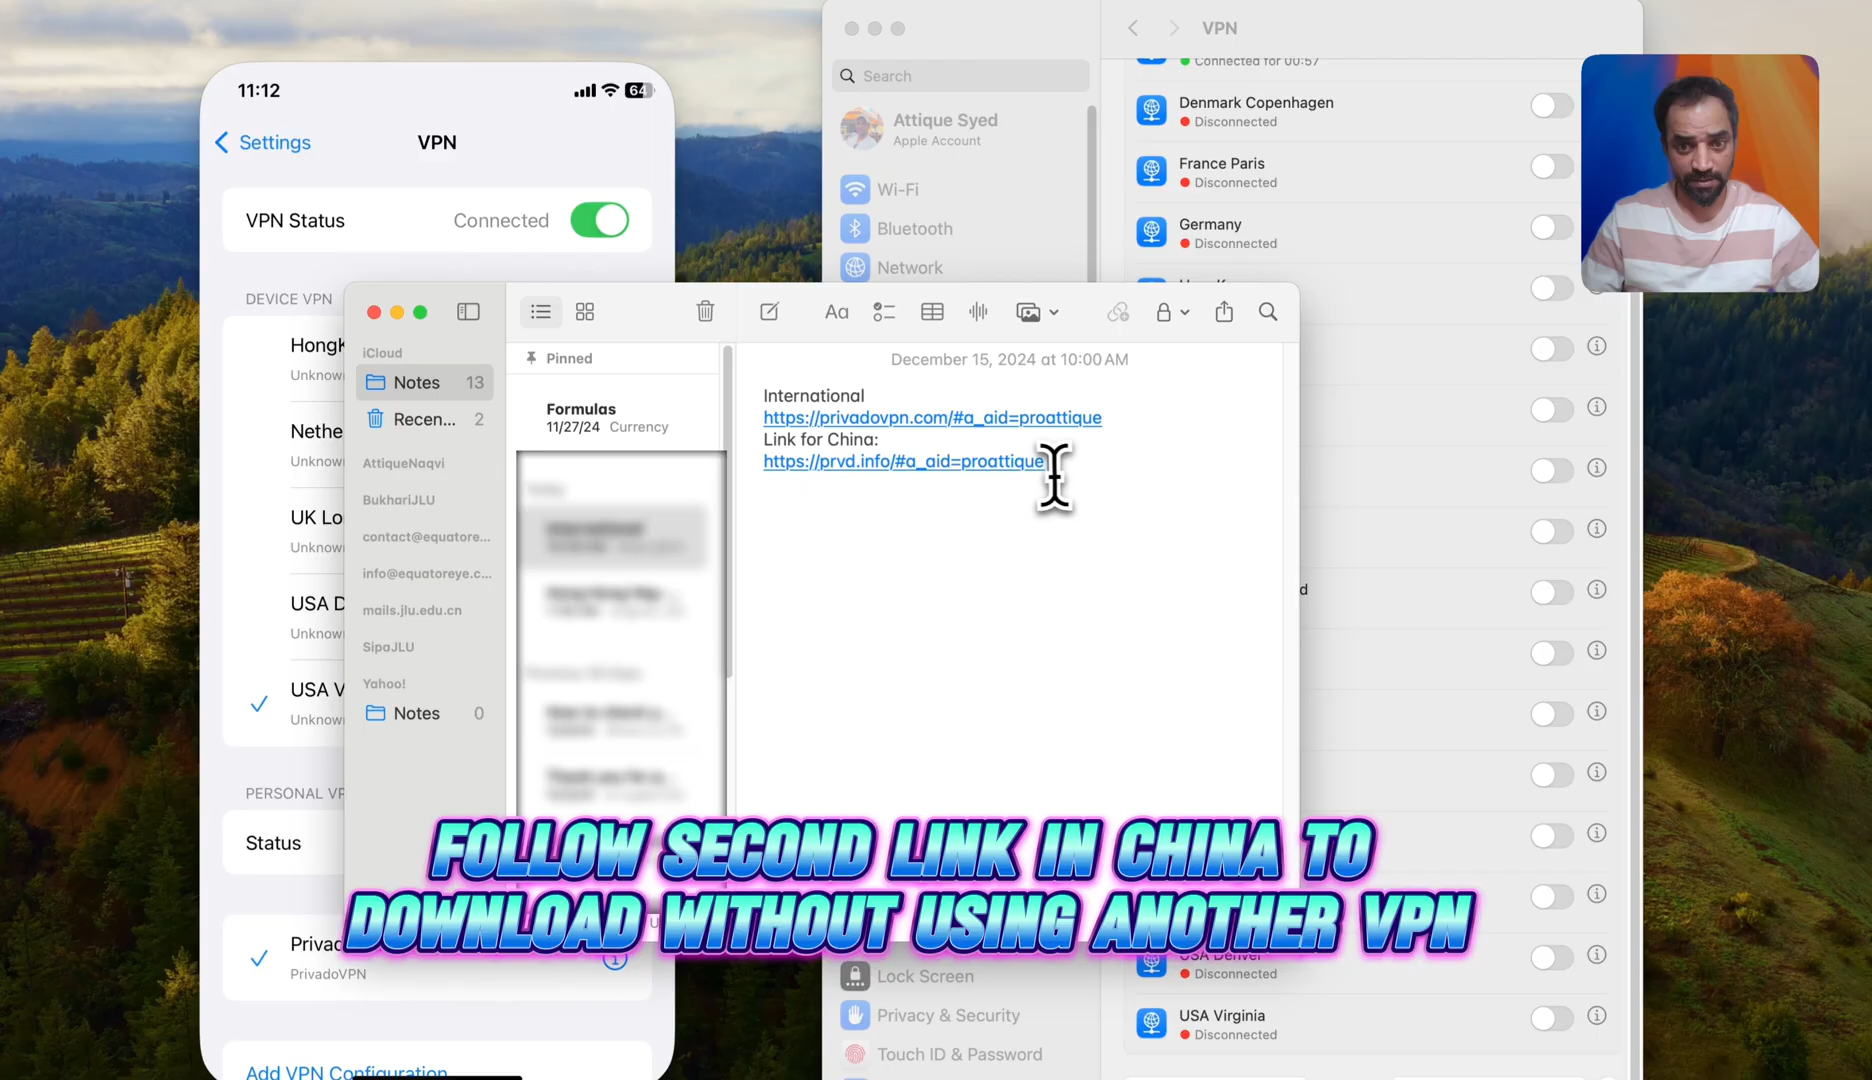 11:12
64
Settings
VPN
VPN Status
Connected
DEVICE VPN
HongK
Unknow
Nethe
Unknow
UK Lo
Unknow
USA D
Unknow
USA V
Unknow
PERSONAL VP
Status
Privad
PrivadoVPN
Add VPN Configuration
iCloud
Notes 13
Recen... 2
AttiqueNaqvi
BukhariJLU
contact@equatore...
info@equatoreye.c...
mails.jlu.edu.cn
SipaJLU
Yahoo!
Notes 0
Pinned
Formulas
11/27/24 Currency
Aa
December 15, 2024 at 10:00 AM
International
https://privadovpn.com/#a_aid=proattique
Link for China:
https://prvd.info/#a_aid=proattique
Search
Attique Syed
Apple Account
Wi-Fi
Bluetooth
Network
Lock Screen
Privacy & Security
Touch ID & Password
VPN
Connected for 00:57
Denmark Copenhagen
Disconnected
France Paris
Disconnected
Germany
Disconnected
d
USA Denver
Disconnected
USA Virginia
Disconnected
FOLLOW SECOND LINK IN CHINA TO
DOWNLOAD WITHOUT USING ANOTHER VPN